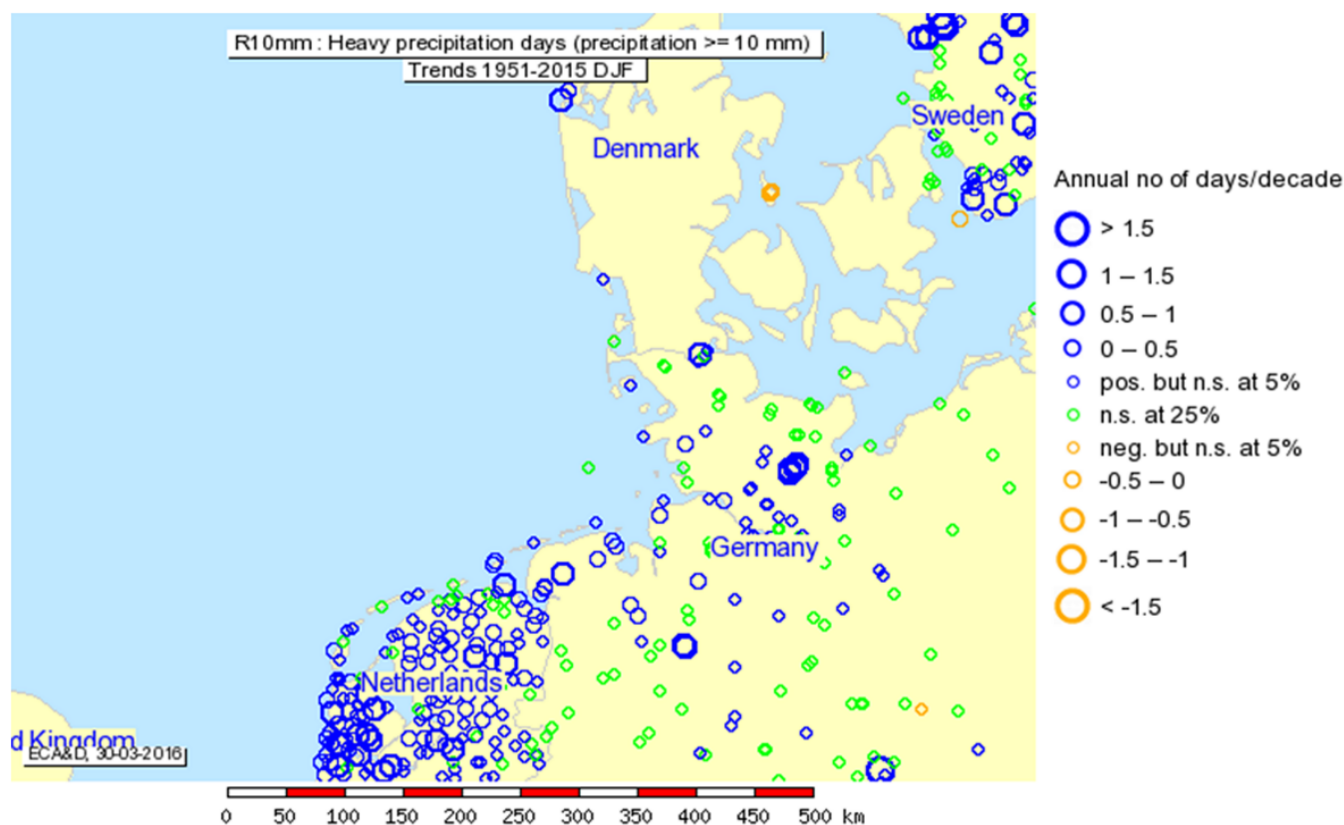 R10mm : Heavy precipitation days (precipitation >= 10 mm)
Trends 1951-2015 DJF
Sweden
Denmark
Annual no of days/decade
> 1.5
1 – 1.5
0.5 – 1
0 – 0.5
pos. but n.s. at 5%
n.s. at 25%
neg. but n.s. at 5%
-0.5 – 0
-1 – -0.5
-1.5 – -1
< -1.5
Germany
Netherlands
d Kingdom
ECA&D, 30-03-2016
0 50 100 150 200 250 300 350 400 450 500 km